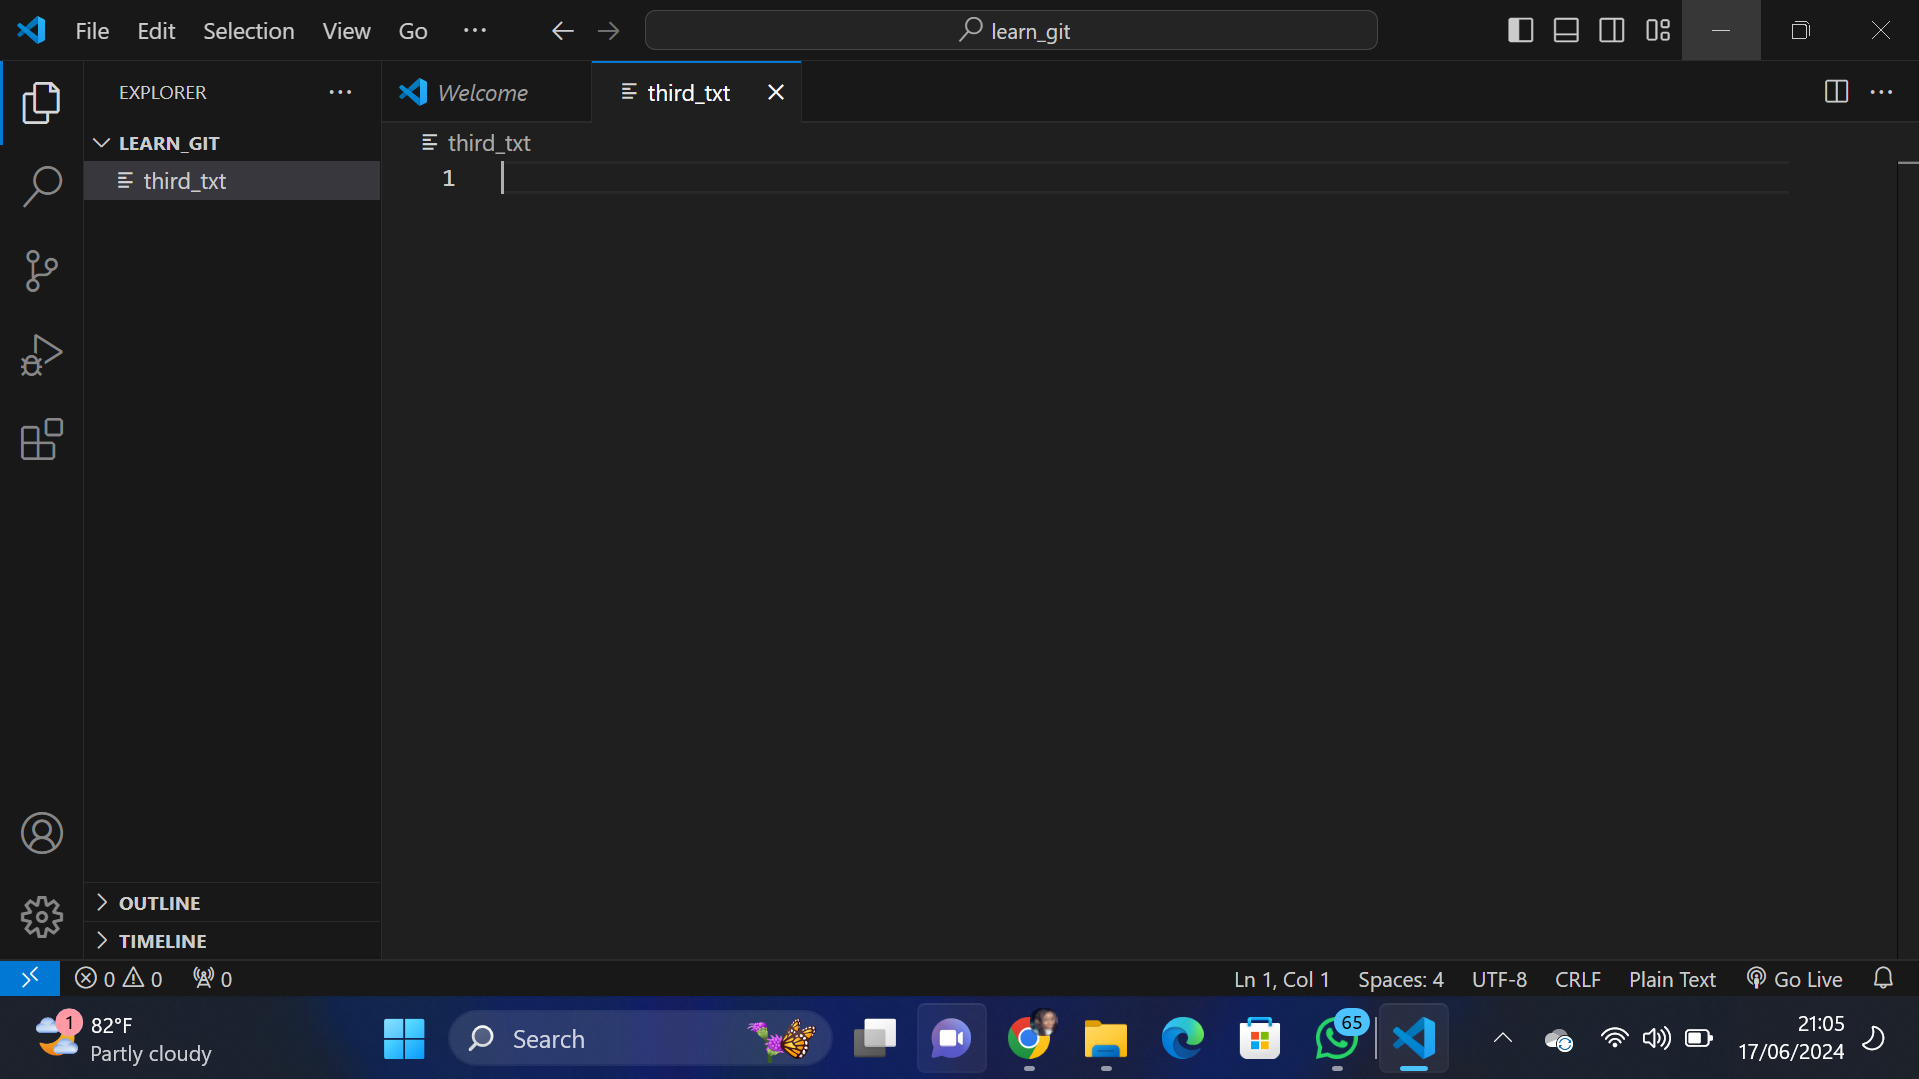 File Edit Selection View Go ··· learn_git
EXPLORER ···
Welcome third_txt
LEARN_GIT
third_txt
third_txt
1
OUTLINE
TIMELINE
0 0 0 Ln 1, Col 1 Spaces: 4 UTF-8 CRLF Plain Text Go Live
1 82°F
Partly cloudy
Search
65
21:05
17/06/2024